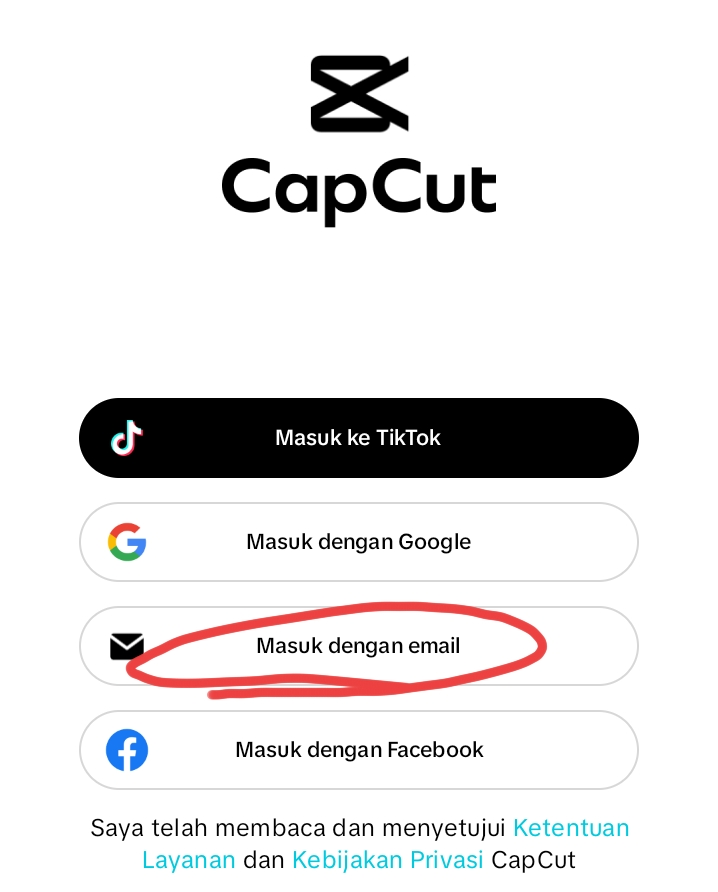 CapCut
Masuk ke TikTok
Masuk dengan Google
Masuk dengan email
Masuk dengan Facebook
Saya telah membaca dan menyetujui Ketentuan
Layanan dan Kebijakan Privasi CapCut